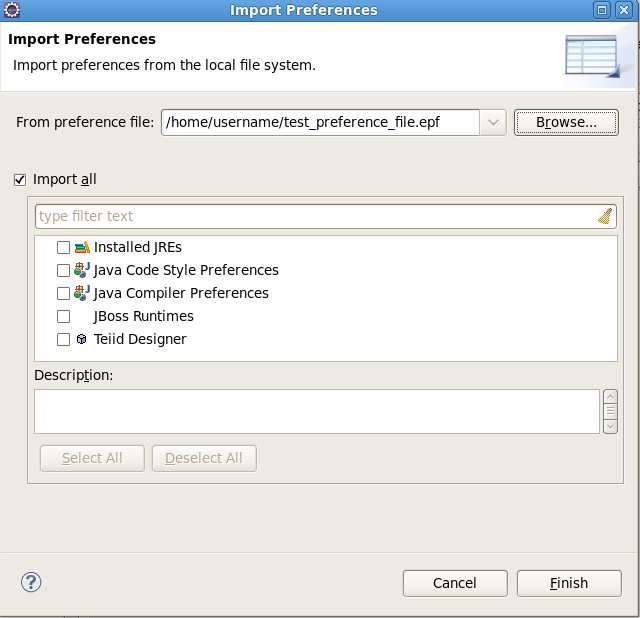 Import Preferences
Import Preferences
Import preferences from the local file system.
From preference file: /home/username/test_preference_file.epf Browse...
Import all
type filter text
Installed JREs
Java Code Style Preferences
Java Compiler Preferences
JBoss Runtimes
Teiid Designer
Description:
Select All Deselect All
? Cancel Finish